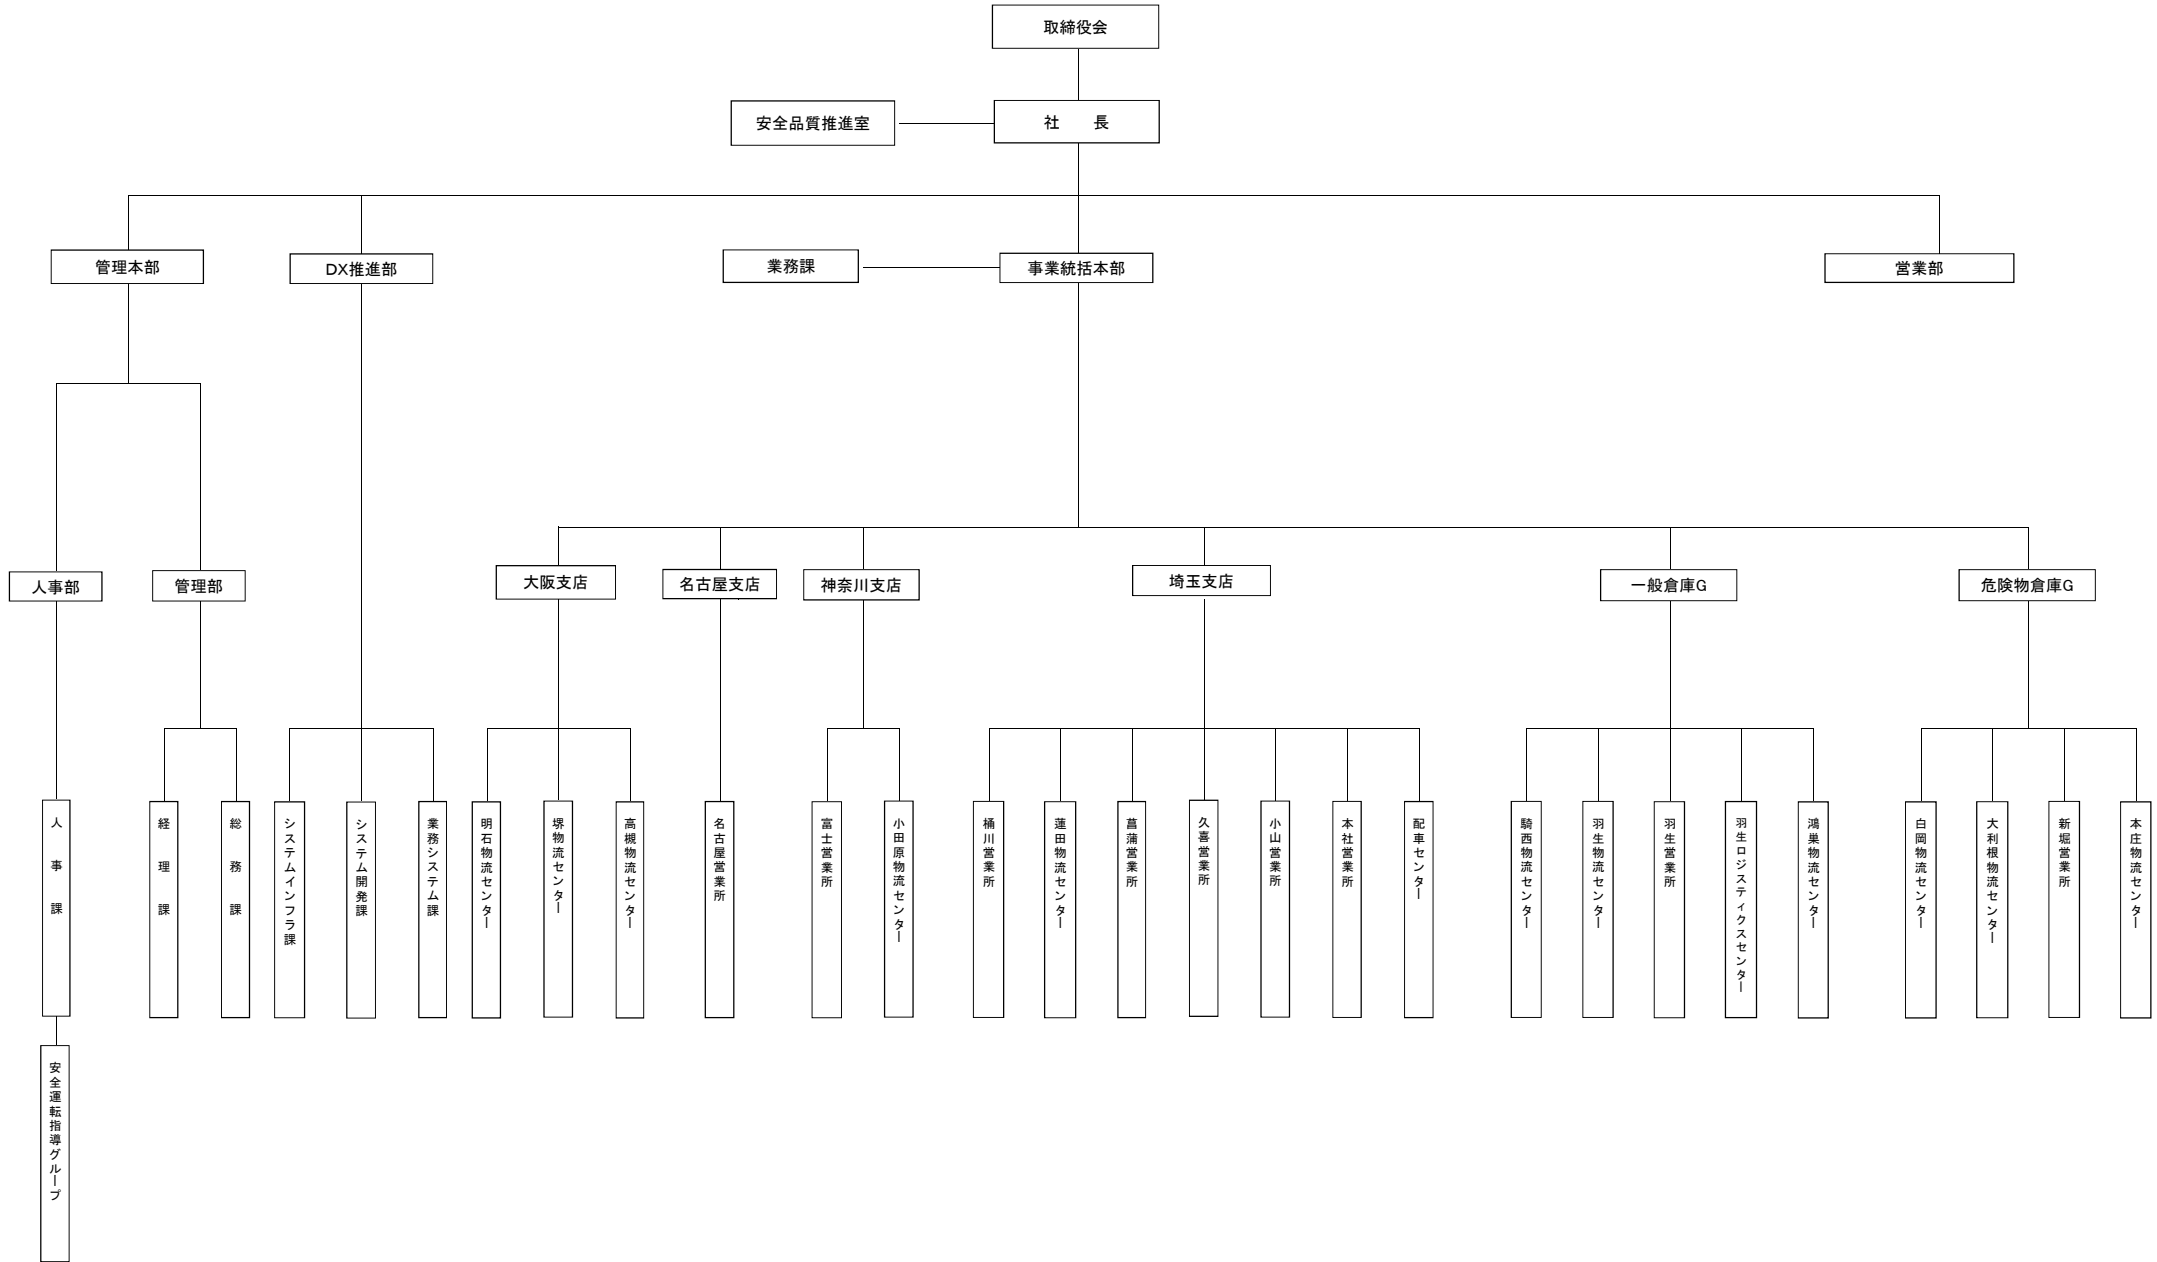 取締役会
安全品質推進室
社　　長
管理本部
DX推進部
業務課
事業統括本部
営業部
人事部
管理部
大阪支店
名古屋支店
神奈川支店
埼玉支店
一般倉庫G
危険物倉庫G
人事課
経理課
総務課
システムインフラ課
システム開発課
業務システム課
明石物流センター
堺物流センター
高槻物流センター
名古屋営業所
富士営業所
小田原物流センター
桶川営業所
蓮田物流センター
菖蒲営業所
久喜営業所
小山営業所
本社営業所
配車センター
騎西物流センター
羽生物流センター
羽生営業所
羽生ロジスティクスセンター
鴻巣物流センター
白岡物流センター
大利根物流センター
新堀営業所
本庄物流センター
安全運転指導グループ